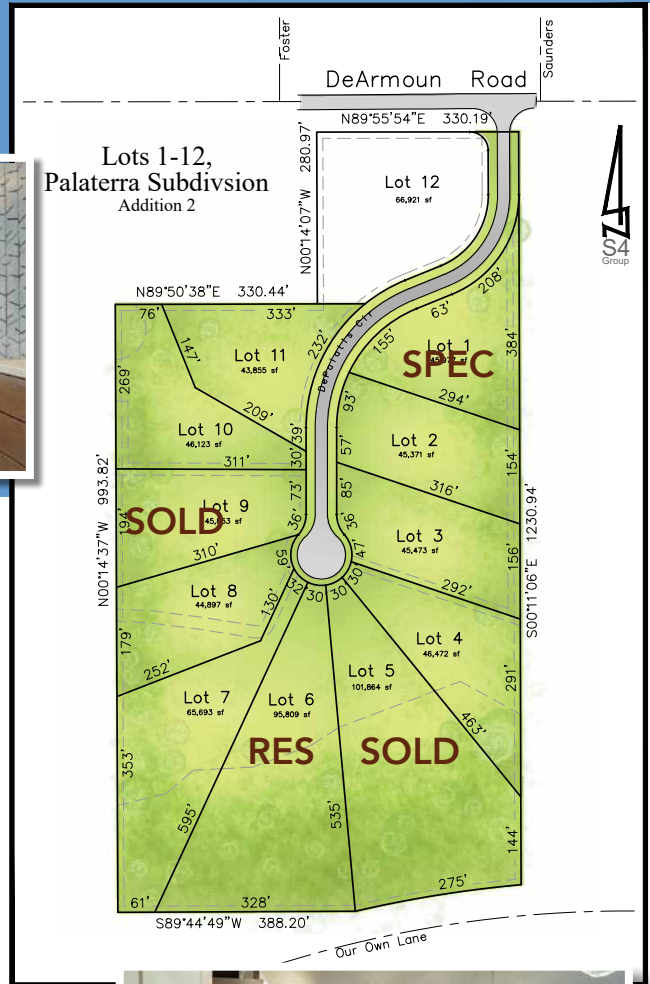 Foster
Saunders
DeArmoun Road
N89°55'54"E 330.19'
Lots 1-12,
Palaterra Subdivsion
Addition 2
N00°14'07"W 280.97'
Lot 12
66,921 sf
S4
Group
N89°50'38"E 330.44'
76'
333'
208'
63'
155'
232'
DePalatis Cir
384'
147'
Lot 11
43,855 sf
Lot 1
SPEC
269'
93'
294'
209'
Lot 10
46,123 sf
39'
30'
57'
Lot 2
45,371 sf
154'
311'
316'
N00°14'37"W 993.82'
194'
Lot 9
SOLD
73'
36'
85'
36'
Lot 3
45,473 sf
156'
S00°11'06"E 1230.94'
310'
59'
47'
30'
292'
Lot 8
44,897 sf
130'
32'
30'
30'
179'
252'
Lot 4
46,472 sf
291'
Lot 7
65,693 sf
Lot 6
95,809 sf
Lot 5
101,864 sf
463'
RES
SOLD
353'
595'
535'
144'
61'
328'
275'
S89°44'49"W 388.20'
Our Own Lane